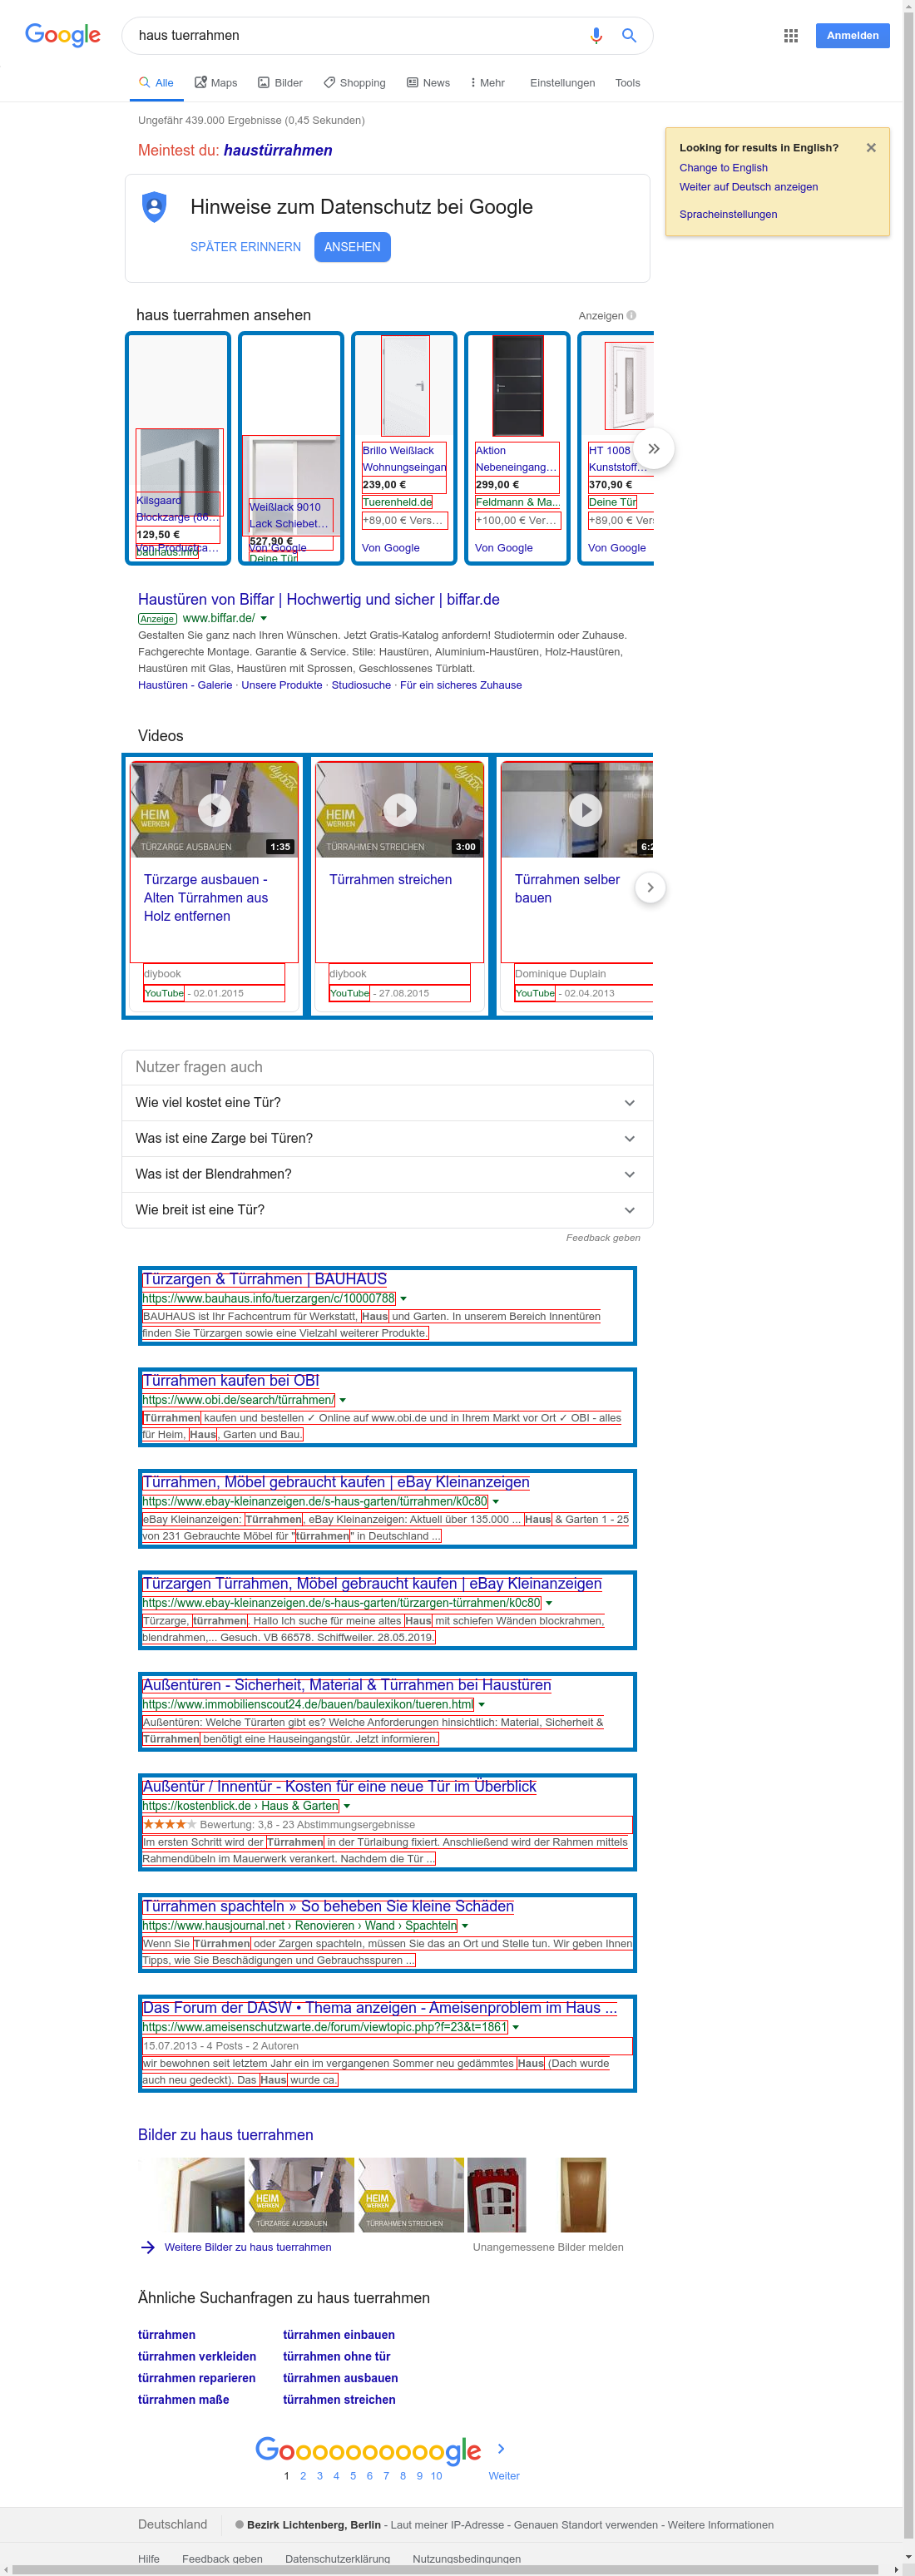 Google
haus tuerrahmen
Anmelden
Alle Maps Bilder Shopping News Mehr Einstellungen Tools
Ungefähr 439.000 Ergebnisse (0,45 Sekunden)
Meintest du: haustürrahmen
Looking for results in English?
Change to English
Weiter auf Deutsch anzeigen
Spracheinstellungen
Hinweise zum Datenschutz bei Google
SPÄTER ERINNERN ANSEHEN
haus tuerrahmen ansehen
Anzeigen
Kilsgaard
Blockzarge (86…
129,50 €
bauhaus.info
Von Productca…
Weißlack 9010
Lack Schiebet…
527,90 €
Deine Tür
Von Google
Brillo Weißlack
Wohnungseingan
239,00 €
Tuerenheld.de
+89,00 € Vers…
Von Google
Aktion
Nebeneingang…
299,00 €
Feldmann & Ma...
+100,00 € Ver…
Von Google
HT 1008
Kunststoff…
370,90 €
Deine Tür
+89,00 € Vers
Von Google
Haustüren von Biffar | Hochwertig und sicher | biffar.de
Anzeige www.biffar.de/
Gestalten Sie ganz nach Ihren Wünschen. Jetzt Gratis-Katalog anfordern! Studiotermin oder Zuhause.
Fachgerechte Montage. Garantie & Service. Stile: Haustüren, Aluminium-Haustüren, Holz-Haustüren,
Haustüren mit Glas, Haustüren mit Sprossen, Geschlossenes Türblatt.
Haustüren - Galerie · Unsere Produkte · Studiosuche · Für ein sicheres Zuhause
Videos
diybook
HEIM
WERKEN
TÜRZARGE AUSBAUEN
1:35
Türzarge ausbauen -
Alten Türrahmen aus
Holz entfernen
diybook
YouTube - 02.01.2015
diybook
HEIM
WERKEN
TÜRRAHMEN STREICHEN
3:00
Türrahmen streichen
diybook
YouTube - 27.08.2015
6:2
Türrahmen selber
bauen
Dominique Duplain
YouTube - 02.04.2013
Nutzer fragen auch
Wie viel kostet eine Tür?
Was ist eine Zarge bei Türen?
Was ist der Blendrahmen?
Wie breit ist eine Tür?
Feedback geben
Türzargen & Türrahmen | BAUHAUS
https://www.bauhaus.info/tuerzargen/c/10000788
BAUHAUS ist Ihr Fachcentrum für Werkstatt, Haus und Garten. In unserem Bereich Innentüren
finden Sie Türzargen sowie eine Vielzahl weiterer Produkte.
Türrahmen kaufen bei OBI
https://www.obi.de/search/türrahmen/
Türrahmen kaufen und bestellen ✓ Online auf www.obi.de und in Ihrem Markt vor Ort ✓ OBI - alles
für Heim, Haus, Garten und Bau.
Türrahmen, Möbel gebraucht kaufen | eBay Kleinanzeigen
https://www.ebay-kleinanzeigen.de/s-haus-garten/türrahmen/k0c80
eBay Kleinanzeigen: Türrahmen, eBay Kleinanzeigen: Aktuell über 135.000 ... Haus & Garten 1 - 25
von 231 Gebrauchte Möbel für "türrahmen" in Deutschland ...
Türzargen Türrahmen, Möbel gebraucht kaufen | eBay Kleinanzeigen
https://www.ebay-kleinanzeigen.de/s-haus-garten/türzargen-türrahmen/k0c80
Türzarge, türrahmen. Hallo Ich suche für meine altes Haus mit schiefen Wänden blockrahmen,
blendrahmen,... Gesuch. VB 66578. Schiffweiler. 28.05.2019.
Außentüren - Sicherheit, Material & Türrahmen bei Haustüren
https://www.immobilienscout24.de/bauen/baulexikon/tueren.html
Außentüren: Welche Türarten gibt es? Welche Anforderungen hinsichtlich: Material, Sicherheit &
Türrahmen benötigt eine Hauseingangstür. Jetzt informieren.
Außentür / Innentür - Kosten für eine neue Tür im Überblick
https://kostenblick.de › Haus & Garten
Bewertung: 3,8 - 23 Abstimmungsergebnisse
Im ersten Schritt wird der Türrahmen in der Türlaibung fixiert. Anschließend wird der Rahmen mittels
Rahmendübeln im Mauerwerk verankert. Nachdem die Tür ...
Türrahmen spachteln » So beheben Sie kleine Schäden
https://www.hausjournal.net › Renovieren › Wand › Spachteln
Wenn Sie Türrahmen oder Zargen spachteln, müssen Sie das an Ort und Stelle tun. Wir geben Ihnen
Tipps, wie Sie Beschädigungen und Gebrauchsspuren ...
Das Forum der DASW • Thema anzeigen - Ameisenproblem im Haus ...
https://www.ameisenschutzwarte.de/forum/viewtopic.php?f=23&t=1861
15.07.2013 - 4 Posts - 2 Autoren
wir bewohnen seit letztem Jahr ein im vergangenen Sommer neu gedämmtes Haus (Dach wurde
auch neu gedeckt). Das Haus wurde ca.
Bilder zu haus tuerrahmen
HEIM
WERKEN
TÜRZARGE AUSBAUEN
HEIM
WERKEN
TÜRRAHMEN STREICHEN
Weitere Bilder zu haus tuerrahmen
Unangemessene Bilder melden
Ähnliche Suchanfragen zu haus tuerrahmen
türrahmen türrahmen einbauen
türrahmen verkleiden türrahmen ohne tür
türrahmen reparieren türrahmen ausbauen
türrahmen maße türrahmen streichen
Goooooooooogle
1 2 3 4 5 6 7 8 9 10 Weiter
Deutschland Bezirk Lichtenberg, Berlin - Laut meiner IP-Adresse - Genauen Standort verwenden - Weitere Informationen
Hilfe Feedback geben Datenschutzerklärung Nutzungsbedingungen